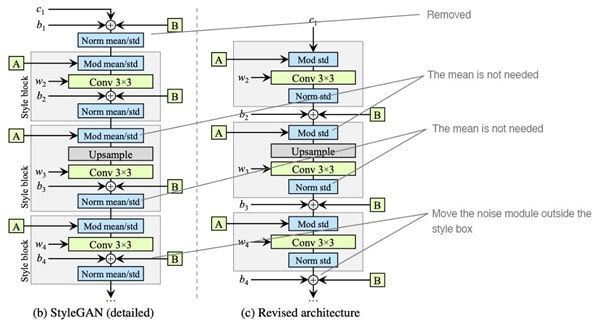 c₁
b₁
B
Norm mean/std
Removed
c₁
A
Mod mean/std
w₂
Conv 3×3
b₂
B
Norm mean/std
Style block
A
Mod std
w₂
Conv 3×3
Norm std
b₂
B
The mean is not needed
A
Mod mean/std
Upsample
w₃
Conv 3×3
b₃
B
Norm mean/std
Style block
A
Mod std
Upsample
w₃
Conv 3×3
Norm std
b₃
B
The mean is not needed
A
Mod mean/std
w₄
Conv 3×3
b₄
B
Norm mean/std
Style block
...
A
Mod std
w₄
Conv 3×3
Norm std
b₄
B
...
Move the noise module outside the
style box
(b) StyleGAN (detailed)
(c) Revised architecture